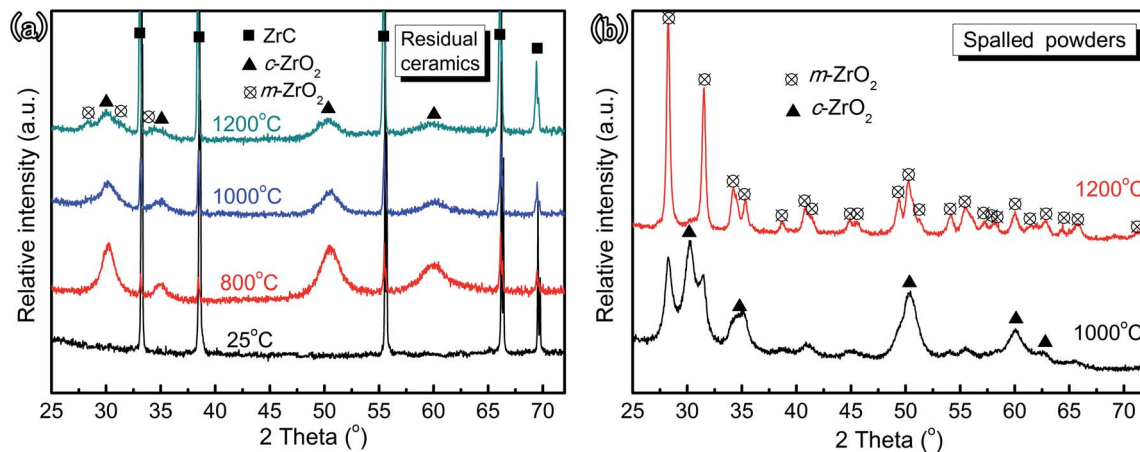 (a)
ZrC
c-ZrO2
m-ZrO2
Residual
ceramics
1200°C
1000°C
800°C
25°C
Relative intensity (a.u.)
25 30 35 40 45 50 55 60 65 70
2 Theta (°)
(b)
Spalled powders
m-ZrO2
c-ZrO2
1200°C
1000°C
Relative intensity (a.u.)
25 30 35 40 45 50 55 60 65 70
2 Theta (°)